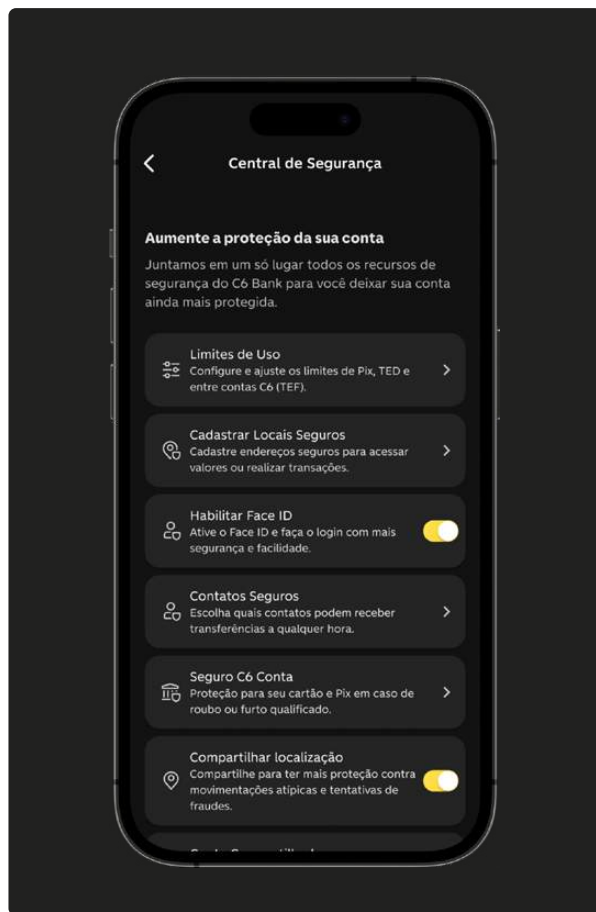 Central de Segurança
Aumente a proteção da sua conta
Juntamos em um só lugar todos os recursos de
segurança do C6 Bank para você deixar sua conta
ainda mais protegida.
Limites de Uso
Configure e ajuste os limites de Pix, TED e
entre contas C6 (TEF).
Cadastrar Locais Seguros
Cadastre endereços seguros para acessar
valores ou realizar transações.
Habilitar Face ID
Ative o Face ID e faça o login com mais
segurança e facilidade.
Contatos Seguros
Escolha quais contatos podem receber
transferências a qualquer hora.
Seguro C6 Conta
Proteção para seu cartão e Pix em caso de
roubo ou furto qualificado.
Compartilhar localização
Compartilhe para ter mais proteção contra
movimentações atípicas e tentativas de
fraudes.